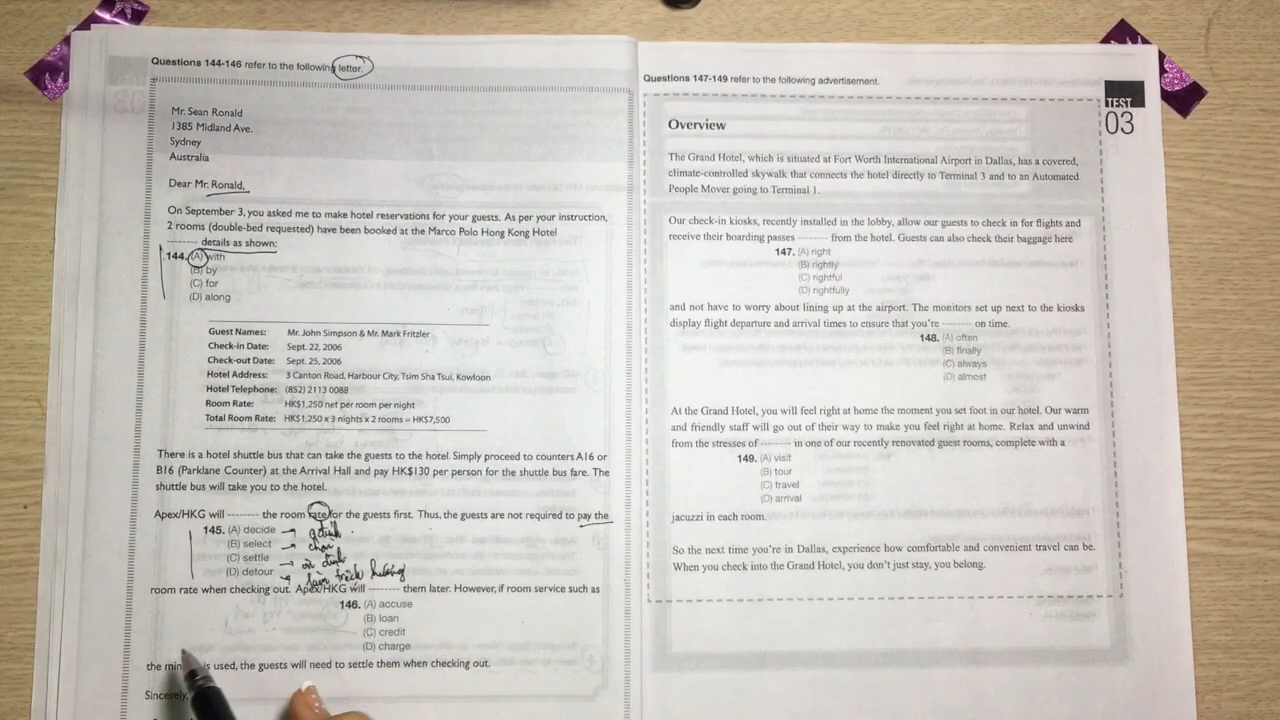 Questions 144-146 refer to the following letter.
Mr. Sean Ronald
1385 Midland Ave.
Sydney
Australia
Dear Mr. Ronald,
On September 3, you asked me to make hotel reservations for your guests. As per your instruction,
2 rooms (double-bed requested) have been booked at the Marco Polo Hong Kong Hotel
-------- details as shown:
144. (A) with
(B) by
(C) for
(D) along
Guest Names: Mr. John Simpson & Mr. Mark Fritzler
Check-in Date: Sept. 22, 2006
Check-out Date: Sept. 25, 2006
Hotel Address: 3 Canton Road, Harbour City, Tsim Sha Tsui, Kowloon
Hotel Telephone: (852) 2113 0088
Room Rate: HK$1,250 net per room per night
Total Room Rate: HK$1,250 x 3 nights x 2 rooms = HK$7,500
There is a hotel shuttle bus that can take the guests to the hotel. Simply proceed to counters A16 or
B16 (Parklane Counter) at the Arrival Hall and pay HK$130 per person for the shuttle bus fare. The
shuttle bus will take you to the hotel.
Apex/HKG will -------- the room rate for the guests first. Thus, the guests are not required to pay the
145. (A) decide
(B) select
(C) settle
(D) detour
room rate when checking out. Apex/HKG will -------- them later. However, if room service such as
146. (A) accuse
(B) loan
(C) credit
(D) charge
the is used, the guests will need to settle them when checking out.
Sincerely,
Questions 147-149 refer to the following advertisement.
TEST
03
Overview
The Grand Hotel, which is situated at Fort Worth International Airport in Dallas, has a covered,
climate-controlled skywalk that connects the hotel directly to Terminal 3 and to an Automated
People Mover going to Terminal 1.
Our check-in kiosks, recently installed in the lobby, allow our guests to check in for flights and
receive their boarding passes -------- from the hotel. Guests can also check their baggage here
147. (A) right
(B) rightly
(C) rightful
(D) rightfully
and not have to worry about lining up at the airport. The monitors set up next to the kiosks
display flight departure and arrival times to ensure that you're -------- on time.
148. (A) often
(B) finally
(C) always
(D) almost
At the Grand Hotel, you will feel right at home the moment you set foot in our hotel. Our warm
and friendly staff will go out of their way to make you feel right at home. Relax and unwind
from the stresses of -------- in one of our recently renovated guest rooms, complete with a
149. (A) visit
(B) tour
(C) travel
(D) arrival
jacuzzi in each room.
So the next time you're in Dallas, experience how comfortable and convenient travel can be.
When you check into the Grand Hotel, you don't just stay, you belong.